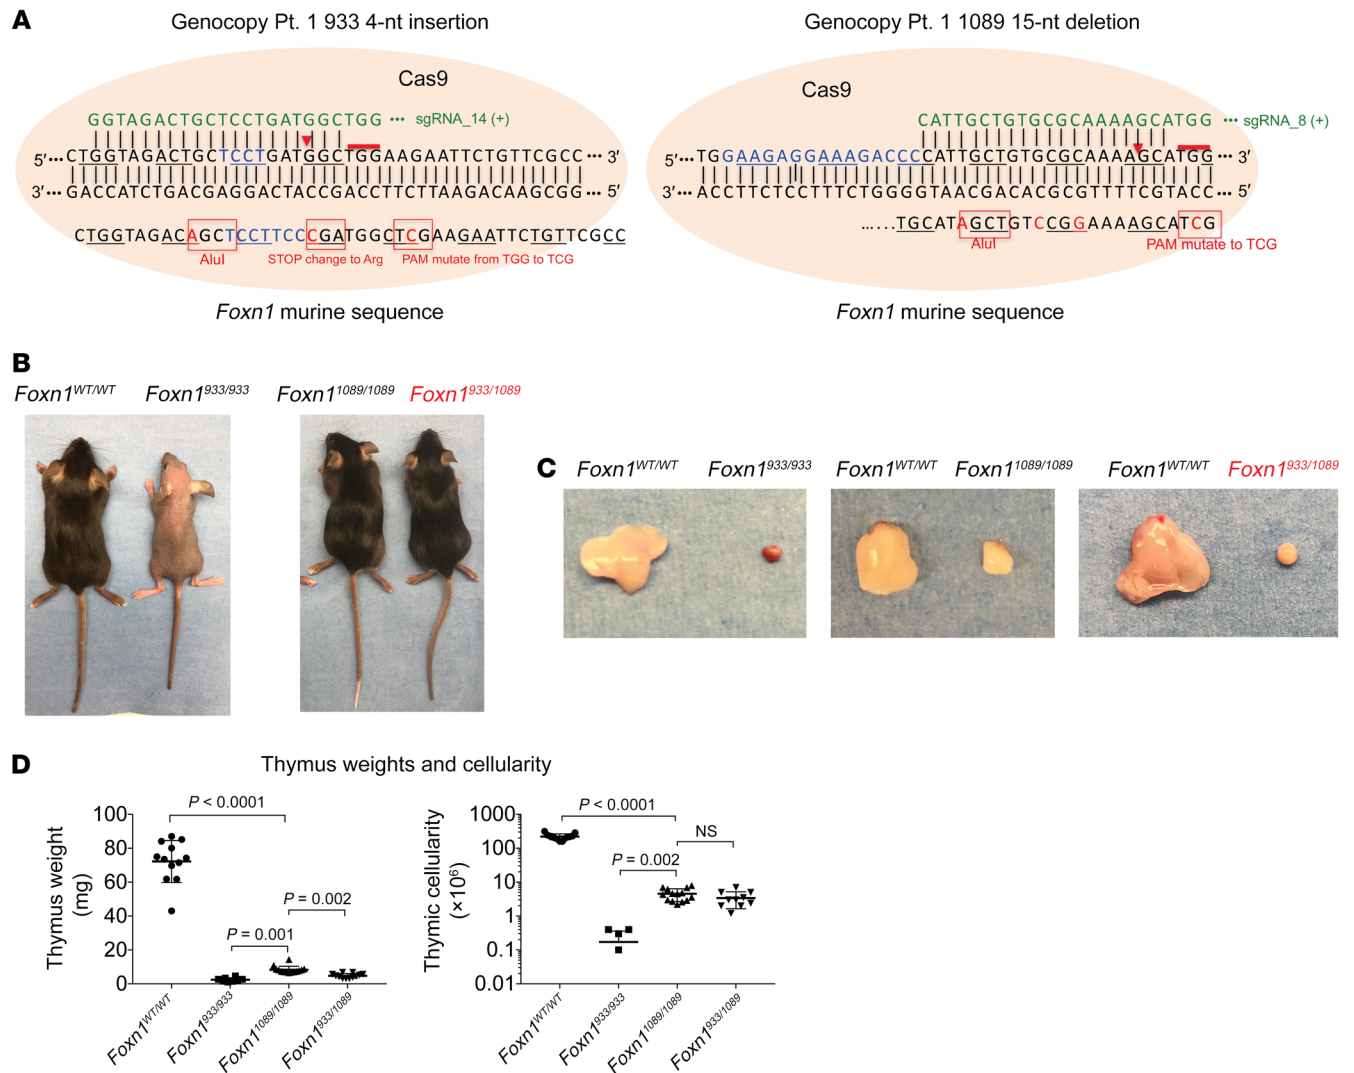 A
Genocopy Pt. 1 933 4-nt insertion
Genocopy Pt. 1 1089 15-nt deletion
Cas9
Cas9
GGTAGACTGCTCCTGATGGCTGG ··· sgRNA_14 (+)
CATTGCTGTGCGCAAAAGCATGG ··· sgRNA_8 (+)
5′··· CTGGTAGACTGCTCCTGATGGCTGGAAGAATTCTGTTCGCC ··· 3′
5′··· TGGAAGAGGAAAGACCCCCATTGCTGTGCGCAAAAGCATGG ··· 3′
3′··· GACCATCTGACGAGGACTACCGACCTTCTTAAGACAAGCGG ··· 5′
3′··· ACCTTCTCCTTTCTGGGGGTAACGACACGCGTTTTCGTACC ··· 5′
CTGGTAGACAGCTCCTTCCCCGATGGCTCGAAGAATTCTGTTCGCC
......TGCATAGCTGTCCGGAAAAGCATCG
AluI
STOP change to Arg
PAM mutate from TGG to TCG
AluI
PAM mutate to TCG
Foxn1 murine sequence
Foxn1 murine sequence
B
Foxn1WT/WT
Foxn1933/933
Foxn11089/1089
Foxn1933/1089
C
Foxn1WT/WT
Foxn1933/933
Foxn1WT/WT
Foxn11089/1089
Foxn1WT/WT
Foxn1933/1089
D
Thymus weights and cellularity
Thymus weight
(mg)
100
80
60
40
20
0
P < 0.0001
P = 0.002
P = 0.001
Foxn1WT/WT
Foxn1933/933
Foxn11089/1089
Foxn1933/1089
Thymic cellularity
(×10⁶)
1000
100
10
1
0.1
0.01
P < 0.0001
NS
P = 0.002
Foxn1WT/WT
Foxn1933/933
Foxn11089/1089
Foxn1933/1089